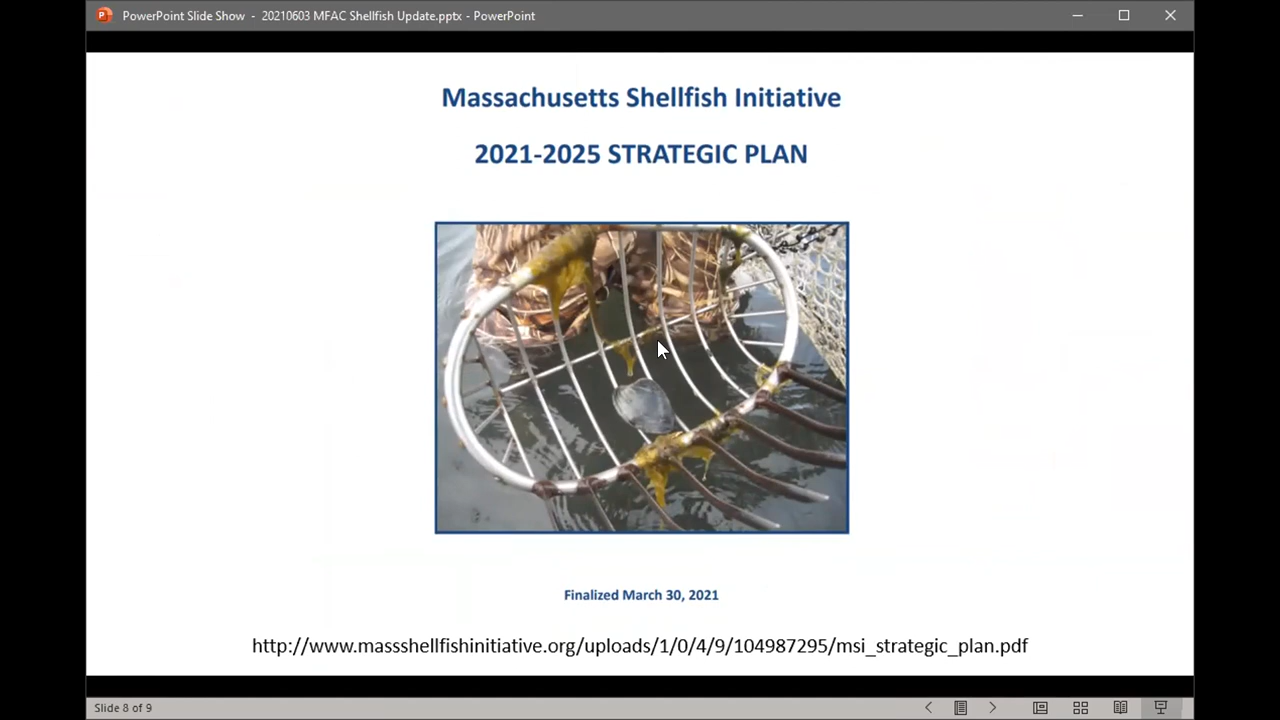 PowerPoint Slide Show - 20210603 MFAC Shellfish Update.pptx - PowerPoint
Massachusetts Shellfish Initiative
2021-2025 STRATEGIC PLAN
Finalized March 30, 2021
http://www.massshellfishinitiative.org/uploads/1/0/4/9/104987295/msi_strategic_plan.pdf
Slide 8 of 9